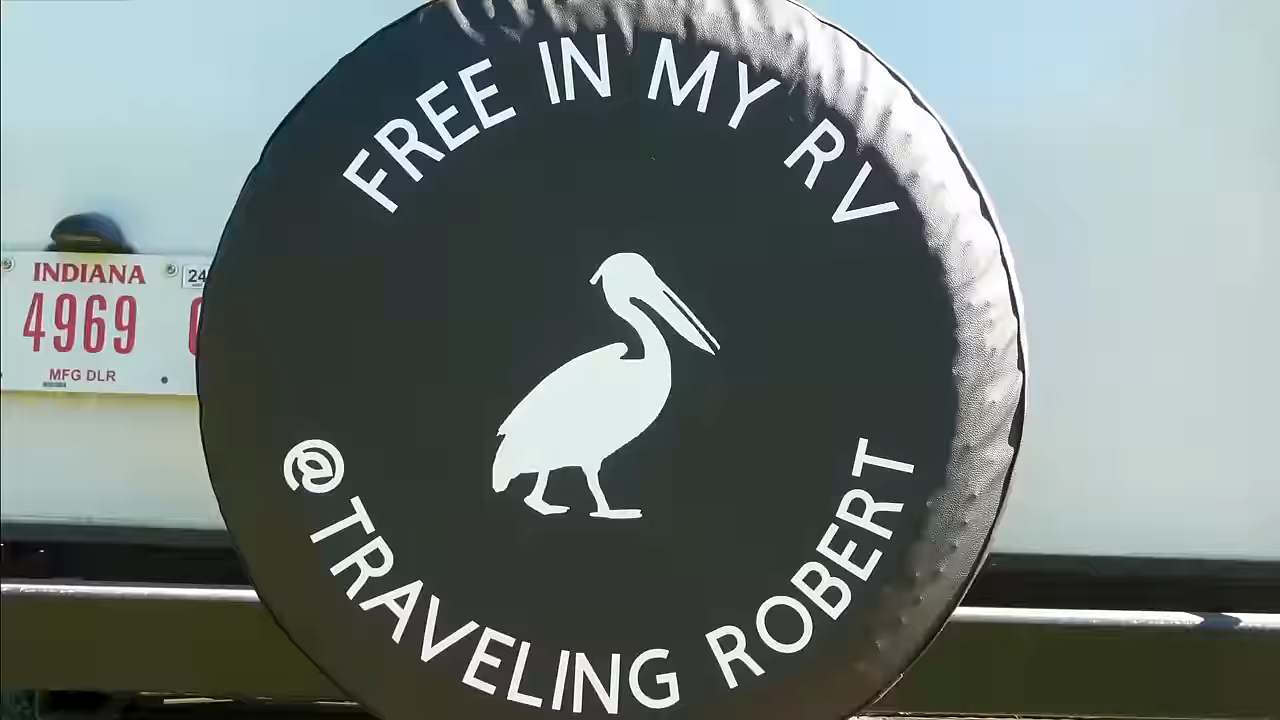 FREE IN MY RV
INDIANA
24
4969
MFG DLR
@TRAVELING ROBERT